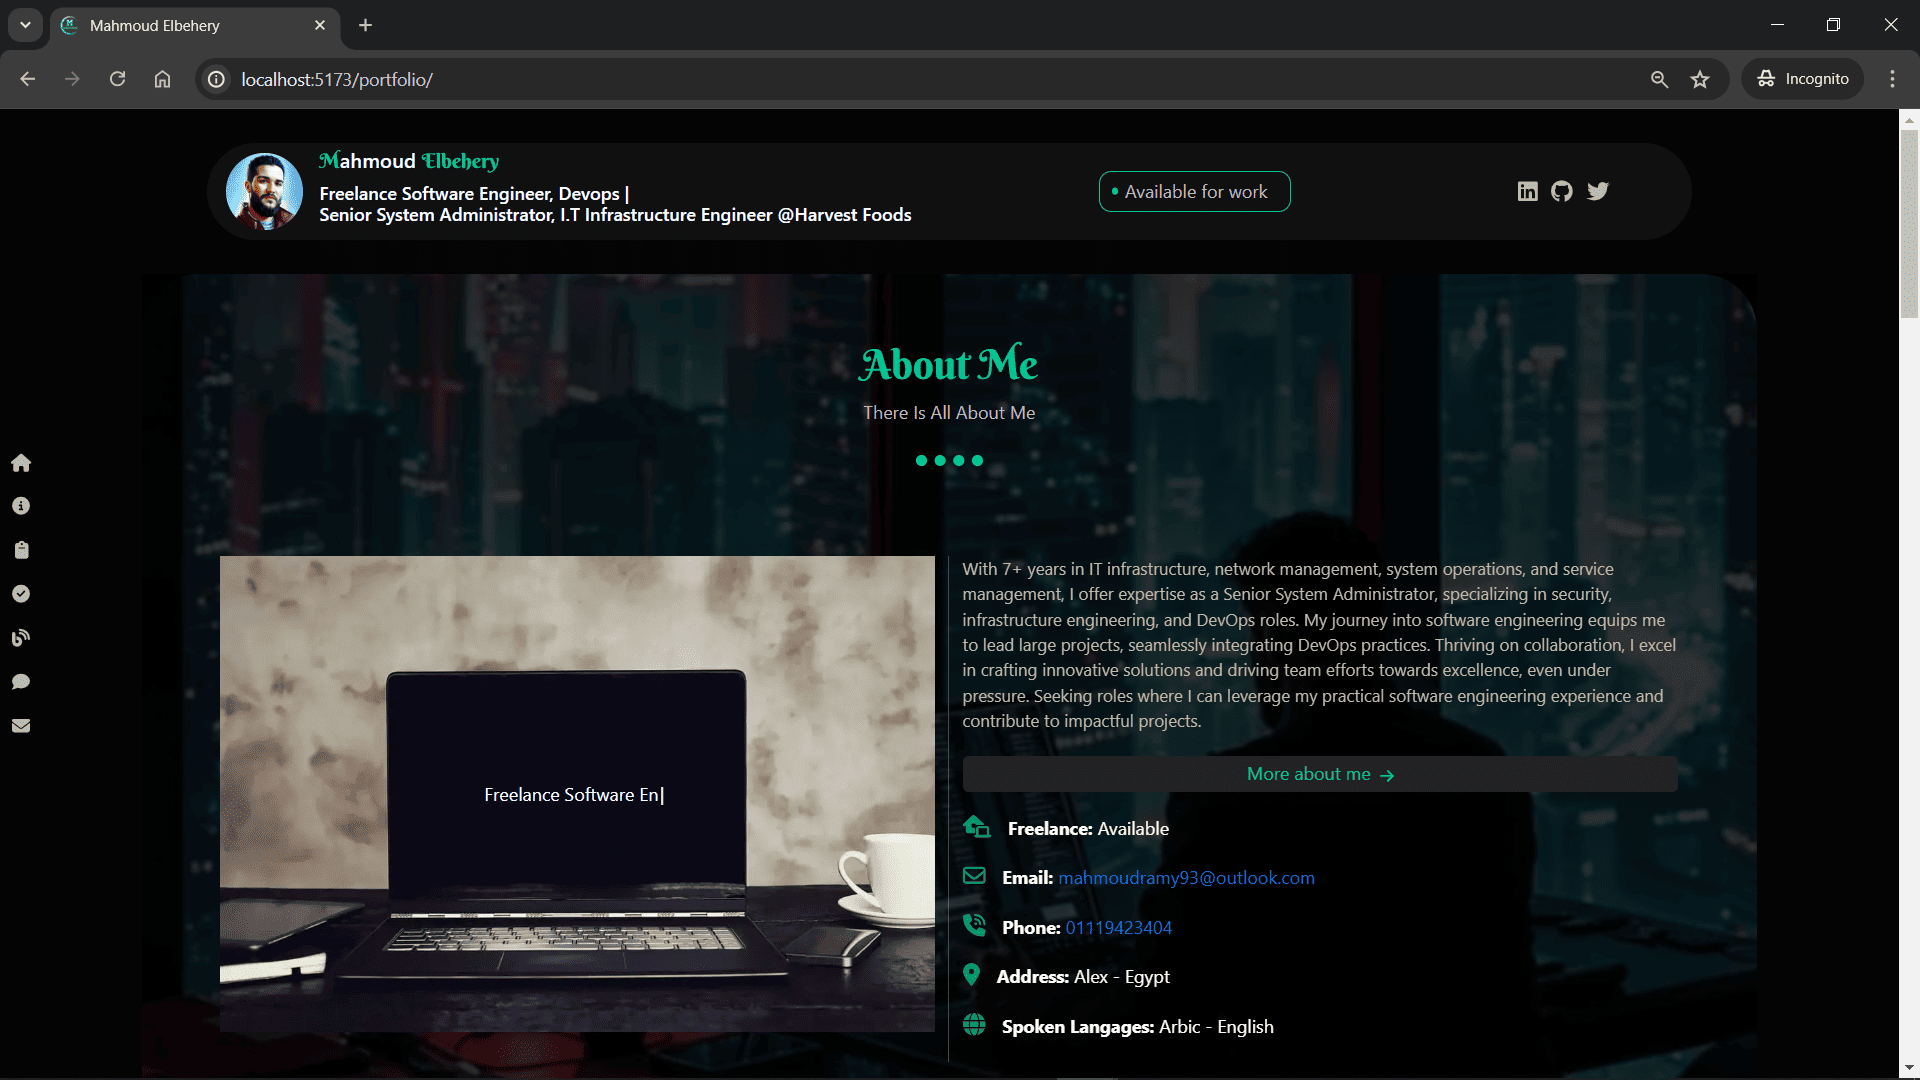 Mahmoud Elbehery
localhost:5173/portfolio/
Incognito
Mahmoud Elbehery
Freelance Software Engineer, Devops |
Senior System Administrator, I.T Infrastructure Engineer @Harvest Foods
Available for work
About Me
There Is All About Me
Freelance Software En|
With 7+ years in IT infrastructure, network management, system operations, and service
management, I offer expertise as a Senior System Administrator, specializing in security,
infrastructure engineering, and DevOps roles. My journey into software engineering equips me
to lead large projects, seamlessly integrating DevOps practices. Thriving on collaboration, I excel
in crafting innovative solutions and driving team efforts towards excellence, even under
pressure. Seeking roles where I can leverage my practical software engineering experience and
contribute to impactful projects.
More about me →
Freelance: Available
Email: mahmoudramy93@outlook.com
Phone: 01119423404
Address: Alex - Egypt
Spoken Langages: Arbic - English